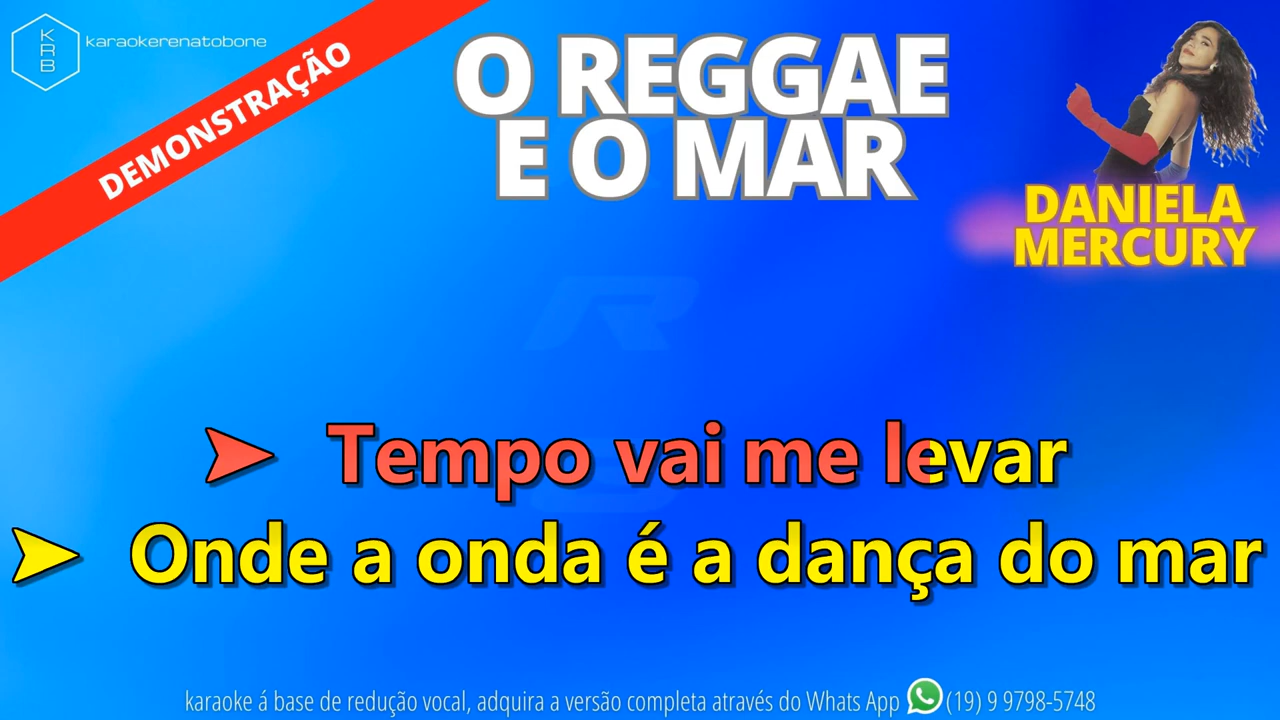 KRB
karaokerenatobone
DEMONSTRAÇÃO
O REGGAE
E O MAR
DANIELA
MERCURY
➤ Tempo vai me levar
➤ Onde a onda é a dança do mar
karaoke á base de redução vocal, adquira a versão completa através do Whats App (19) 9 9798-5748